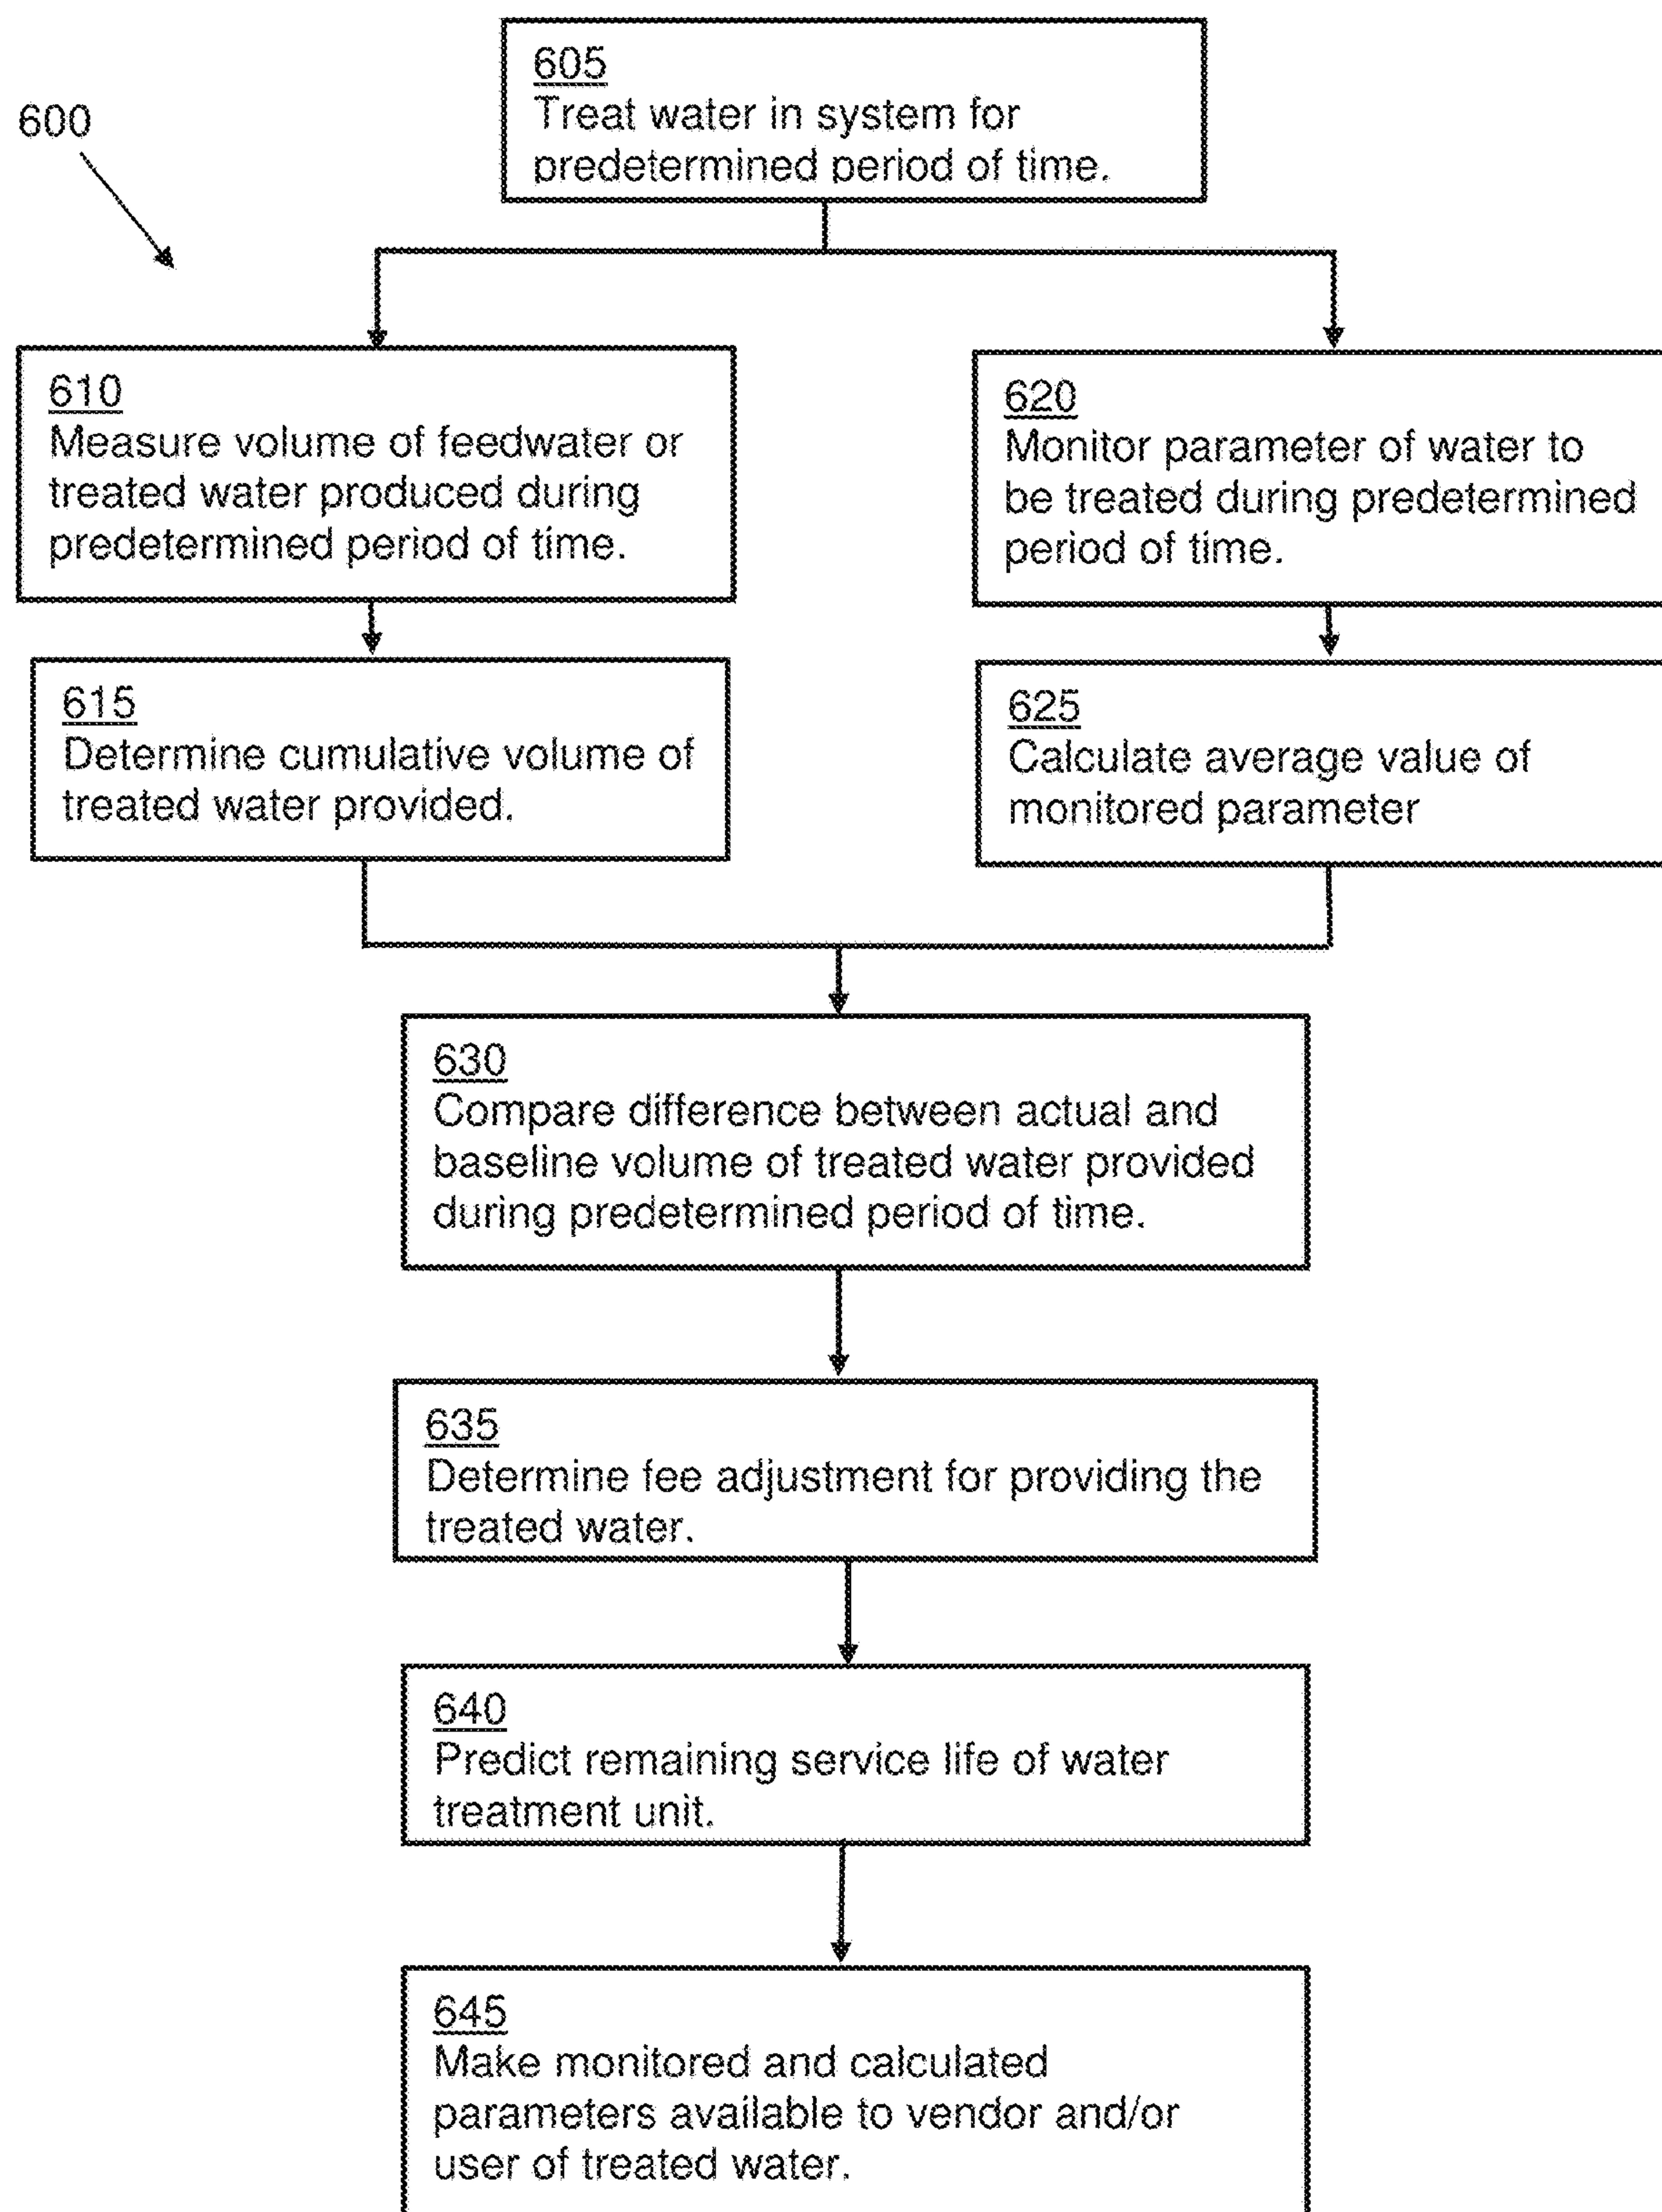 605
Treat water in system for
predetermined period of time.
600
610
Measure volume of feedwater or
treated water produced during
predetermined period of time.
620
Monitor parameter of water to
be treated during predetermined
period of time.
615
Determine cumulative volume of
treated water provided.
625
Calculate average value of
monitored parameter
630
Compare difference between actual and
baseline volume of treated water provided
during predetermined period of time.
635
Determine fee adjustment for providing the
treated water.
640
Predict remaining service life of water
treatment unit.
645
Make monitored and calculated
parameters available to vendor and/or
user of treated water.